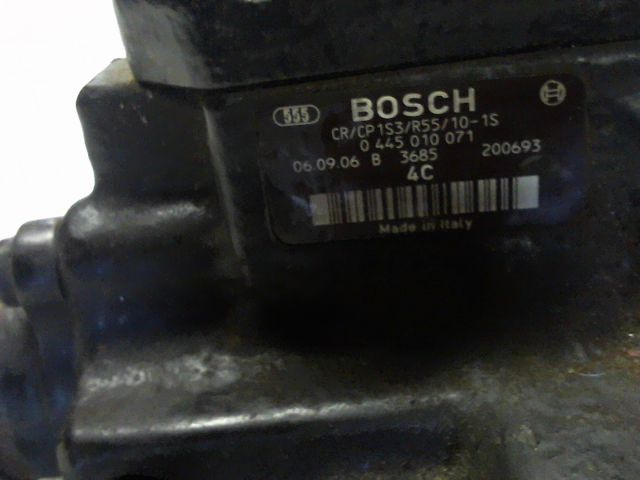 555 BOSCH
CR/CP1S3/R55/10-1S
0 445 010 071
06.09.06 B 3685 200693
4C
Made in Italy